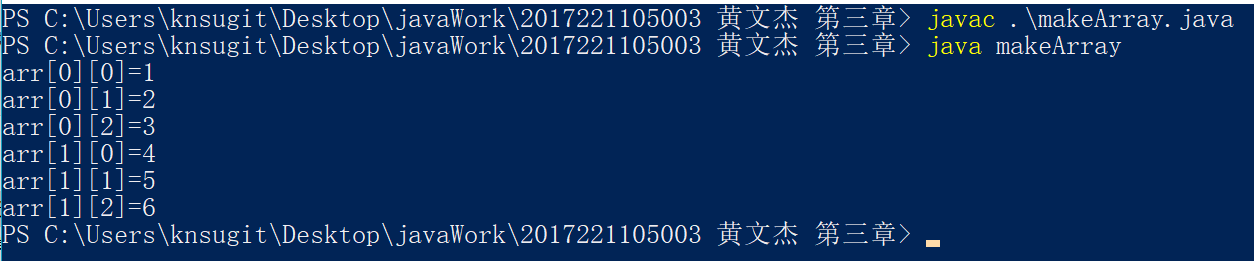 PS C:\Users\knsugit\Desktop\javaWork\2017221105003 黄文杰 第三章> javac .\makeArray.java
PS C:\Users\knsugit\Desktop\javaWork\2017221105003 黄文杰 第三章> java makeArray
arr[0][0]=1
arr[0][1]=2
arr[0][2]=3
arr[1][0]=4
arr[1][1]=5
arr[1][2]=6
PS C:\Users\knsugit\Desktop\javaWork\2017221105003 黄文杰 第三章>